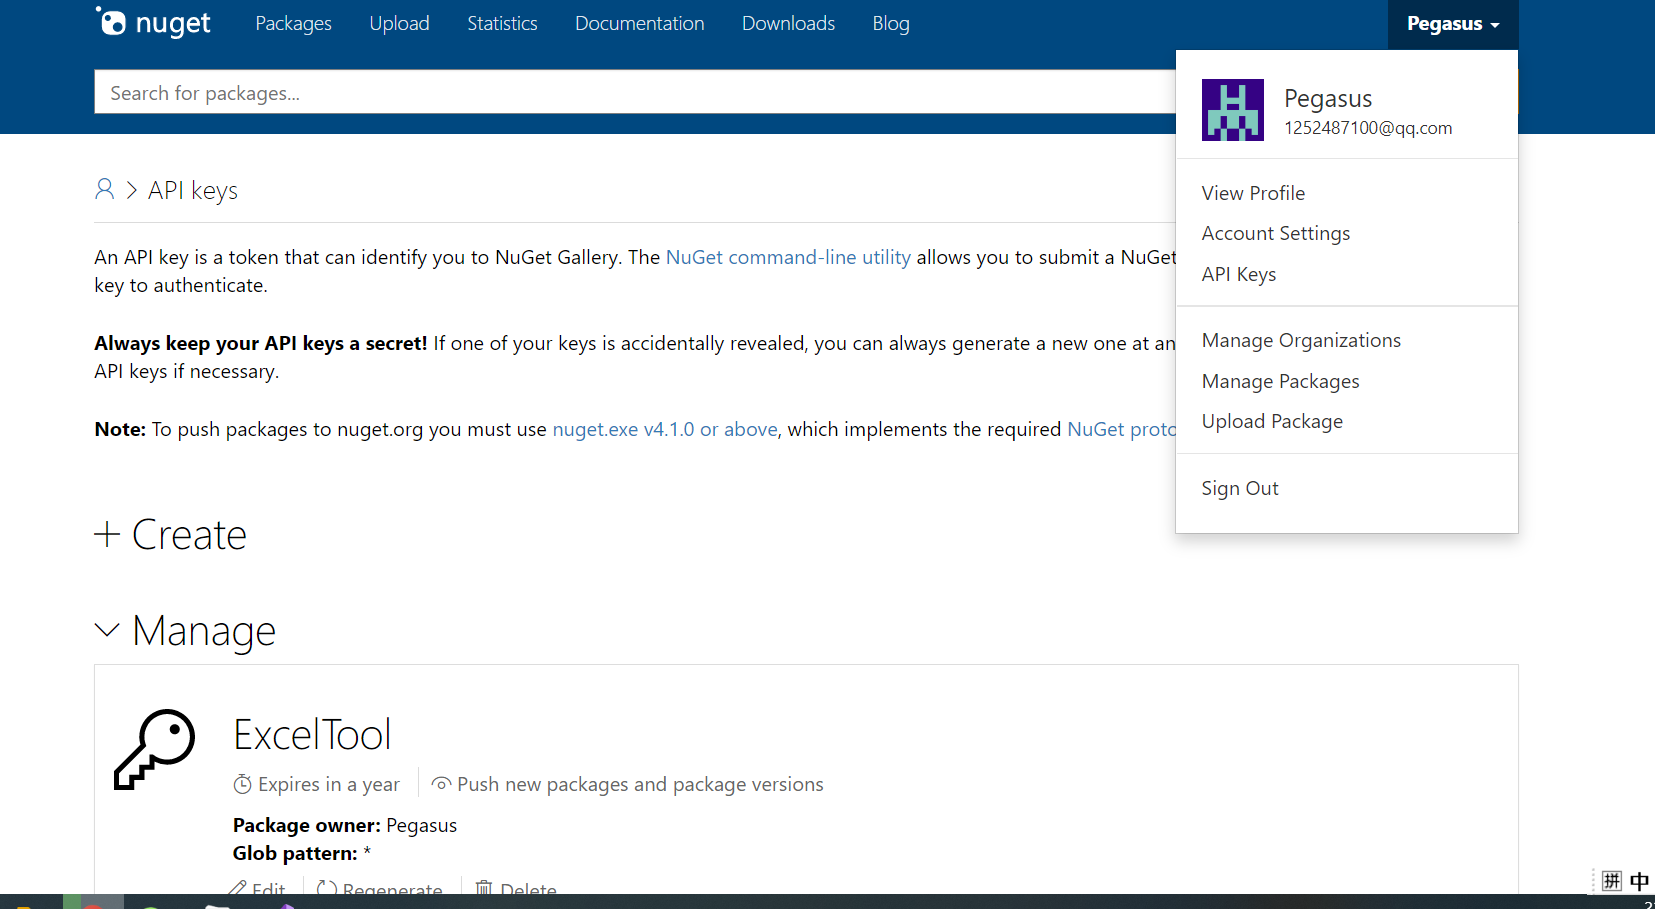 nuget Packages Upload Statistics Documentation Downloads Blog Pegasus
Search for packages...
Pegasus
1252487100@qq.com
View Profile
Account Settings
API Keys
Manage Organizations
Manage Packages
Upload Package
Sign Out
API keys
An API key is a token that can identify you to NuGet Gallery. The NuGet command-line utility allows you to submit a NuGet
key to authenticate.
Always keep your API keys a secret! If one of your keys is accidentally revealed, you can always generate a new one at an
API keys if necessary.
Note: To push packages to nuget.org you must use nuget.exe v4.1.0 or above, which implements the required NuGet proto
Create
Manage
ExcelTool
Expires in a year Push new packages and package versions
Package owner: Pegasus
Glob pattern: *
Edit Regenerate Delete
拼 中